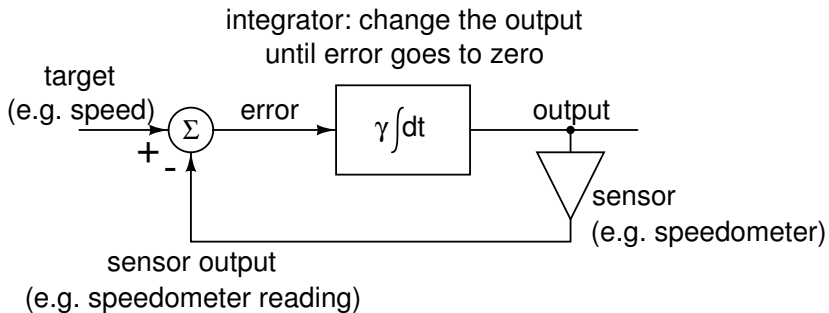 integrator: change the output
until error goes to zero
target
(e.g. speed)
error
output
Σ
γ∫dt
+
-
sensor
(e.g. speedometer)
sensor output
(e.g. speedometer reading)